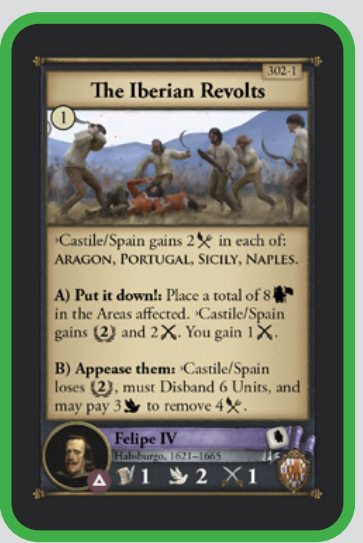 302-1
The Iberian Revolts
1
Castile/Spain gains 2 in each of:
ARAGON, PORTUGAL, SICILY, NAPLES.
A) Put it down!: Place a total of 8
in the Areas affected. Castile/Spain
gains (2) and 2. You gain 1.
B) Appease them: Castile/Spain
loses (2), must Disband 6 Units, and
may pay 3 to remove 4.
Felipe IV
Habsburgo, 1621–1665
1 2 1